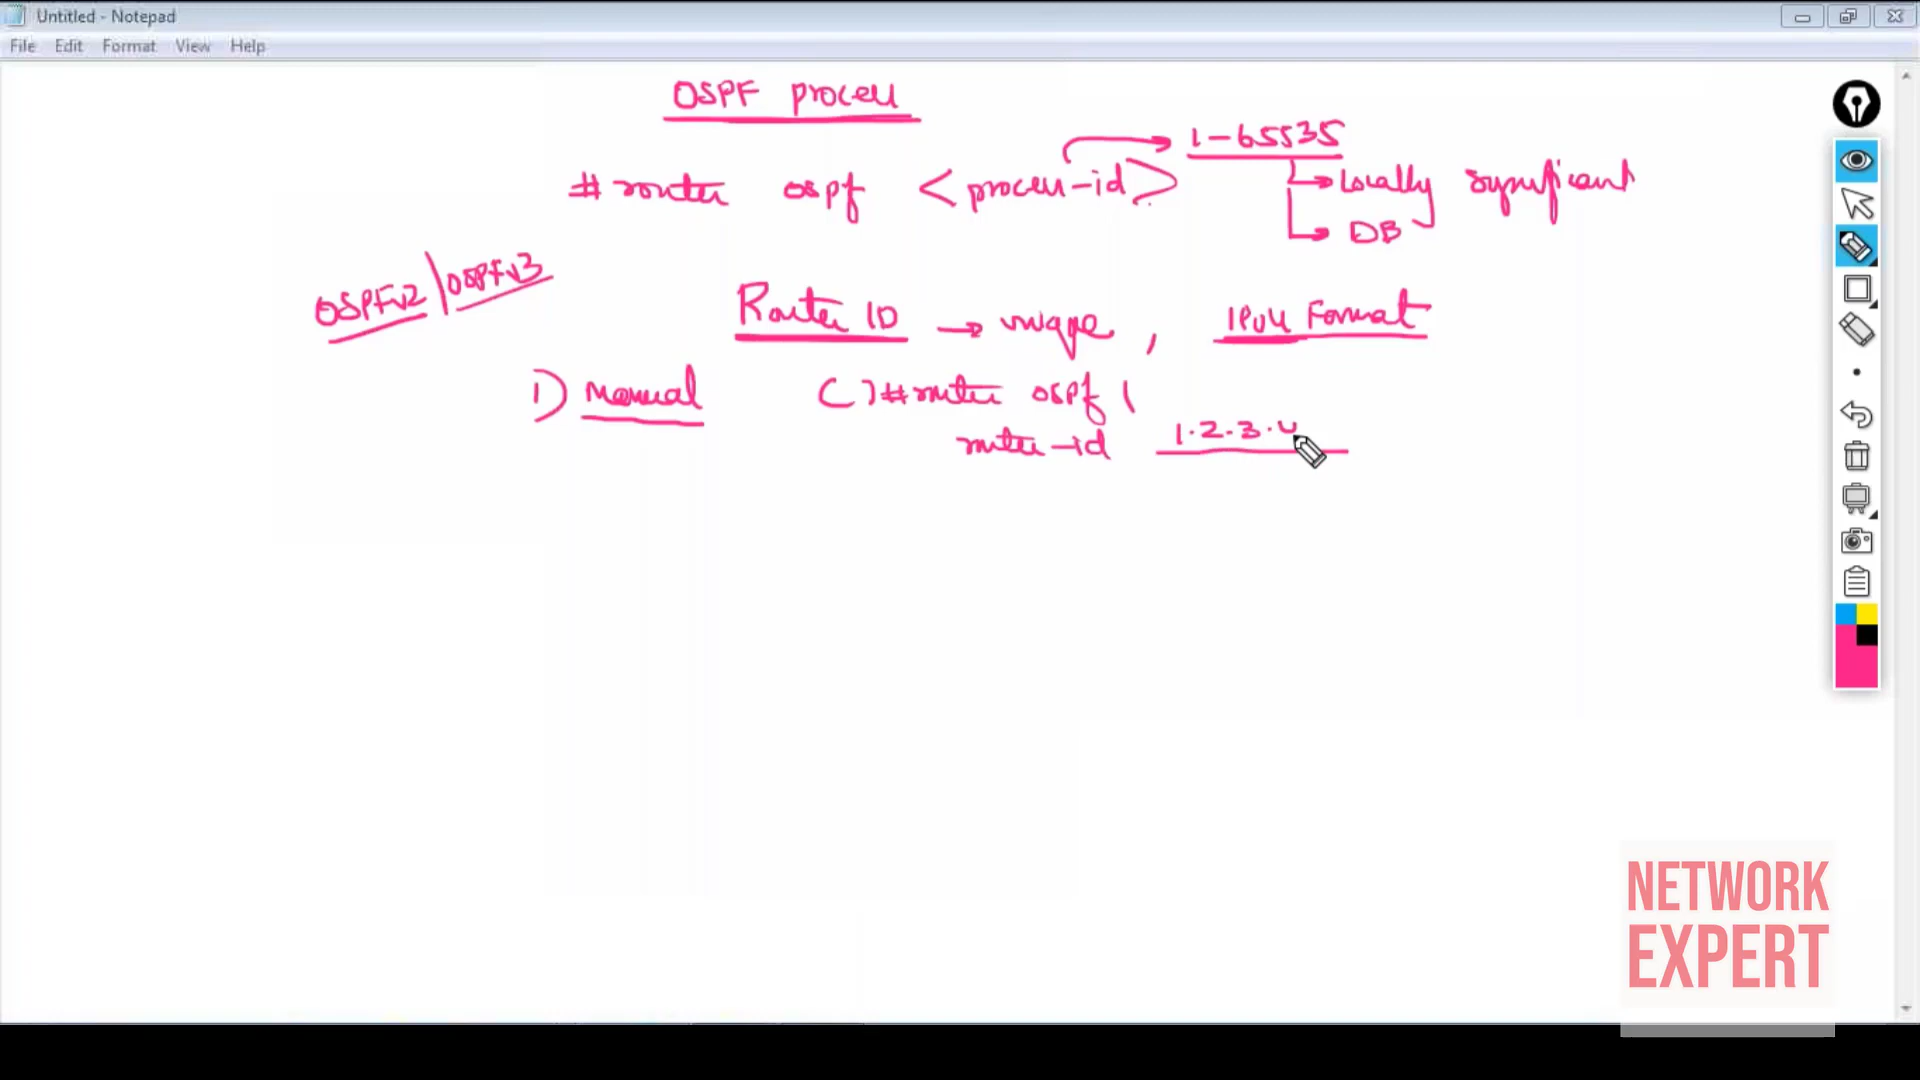 Untitled - Notepad
File Edit Format View Help
OSPF process
1-65535
#router ospf <process-id>
Locally significant
DB
OSPFv2/OSPFv3
Router ID → unique, IPv4 Format
1) Manual ( )#router ospf 1
router-id 1.2.3.4
NETWORK
EXPERT